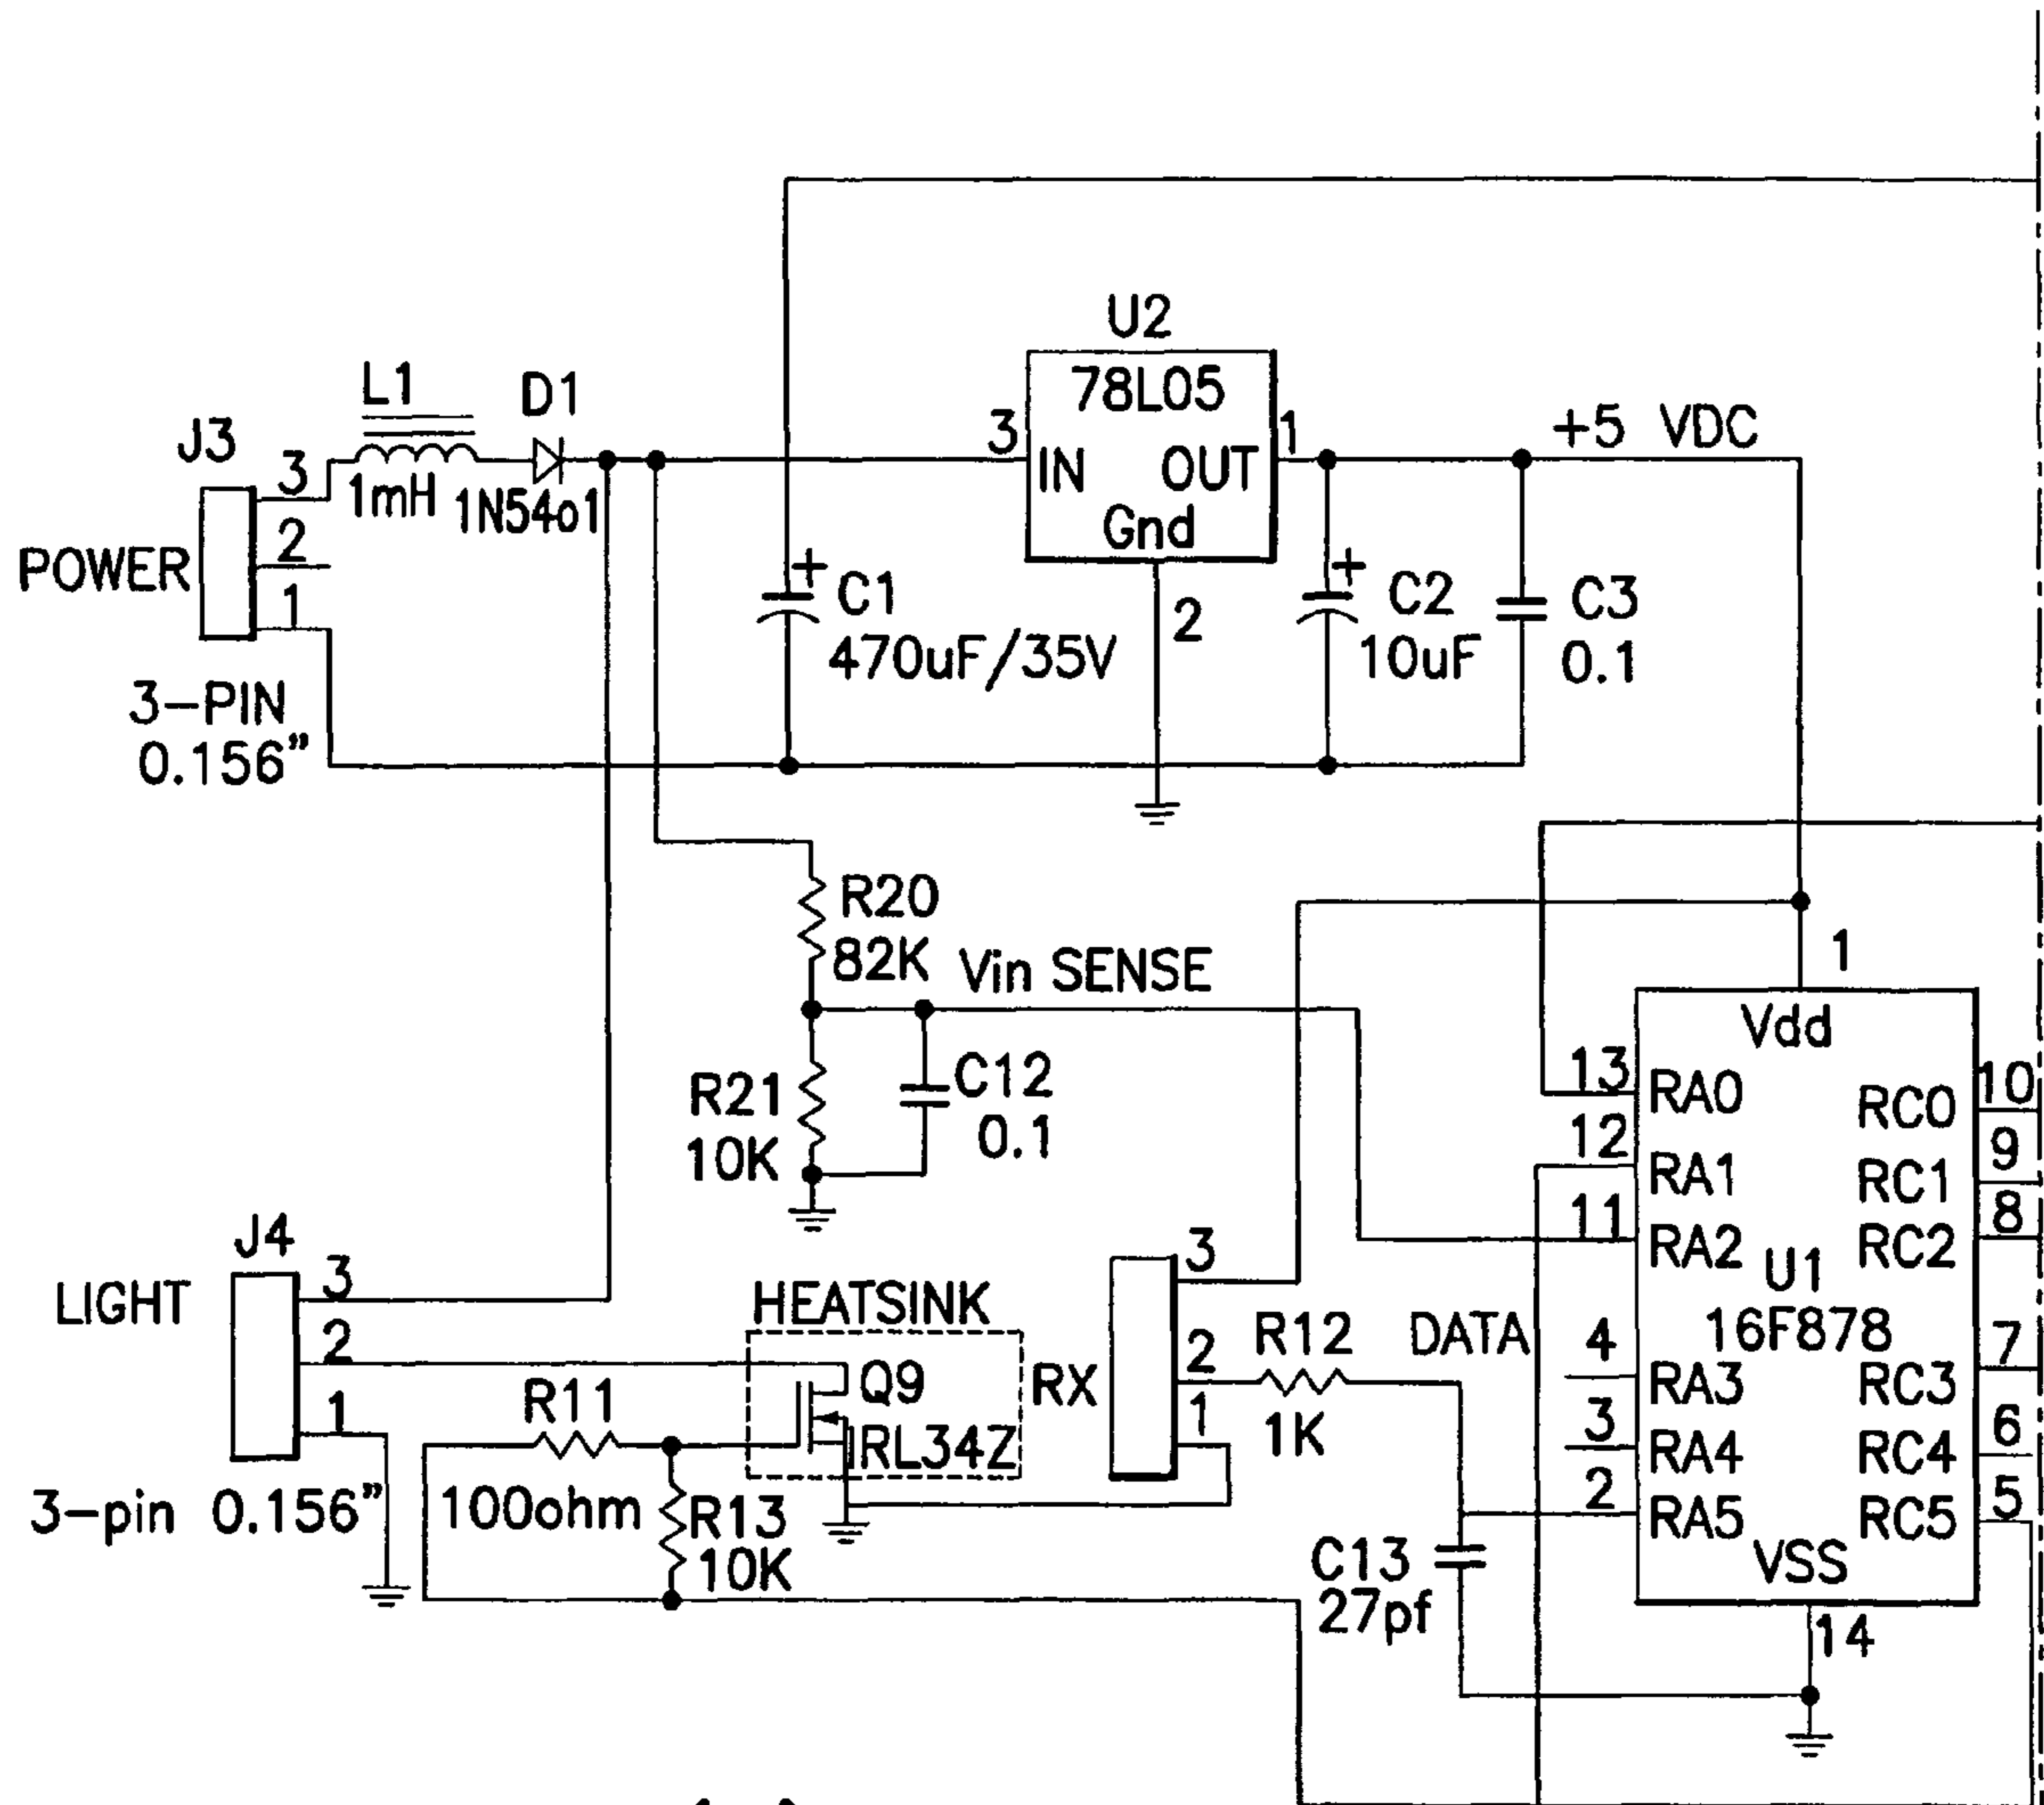 U2
78L05
3
1
IN
OUT
Gnd
2
+5 VDC
L1
D1
J3
3
2
1
1mH
1N54o1
POWER
3-PIN
0.156”
+
C1
470uF/35V
+
C2
10uF
C3
0.1
R20
82K
Vin SENSE
R21
10K
C12
0.1
1
Vdd
13
RA0
12
RA1
11
RA2
4
RA3
3
RA4
2
RA5
U1
16F878
RC0
10
RC1
9
RC2
8
RC3
7
RC4
6
RC5
5
VSS
14
J4
LIGHT
3
2
1
3-pin 0.156”
HEATSINK
Q9
RL34Z
R11
100ohm
R13
10K
RX
3
2
1
R12
1K
DATA
C13
27pf